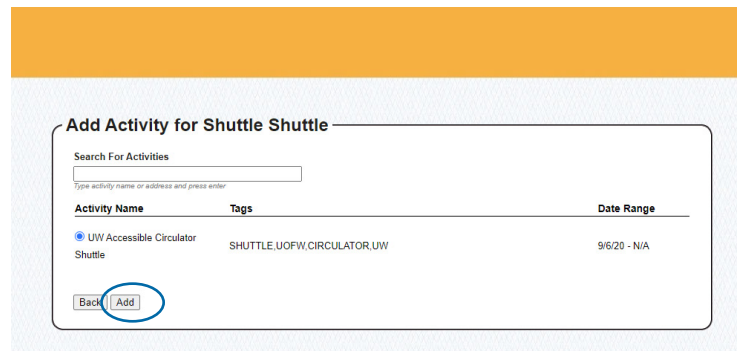 Add Activity for Shuttle Shuttle
Search For Activities
Type activity name or address and press enter
Activity Name Tags Date Range
UW Accessible Circulator
Shuttle
SHUTTLE,UOFW,CIRCULATOR,UW
9/6/20 - N/A
Back Add